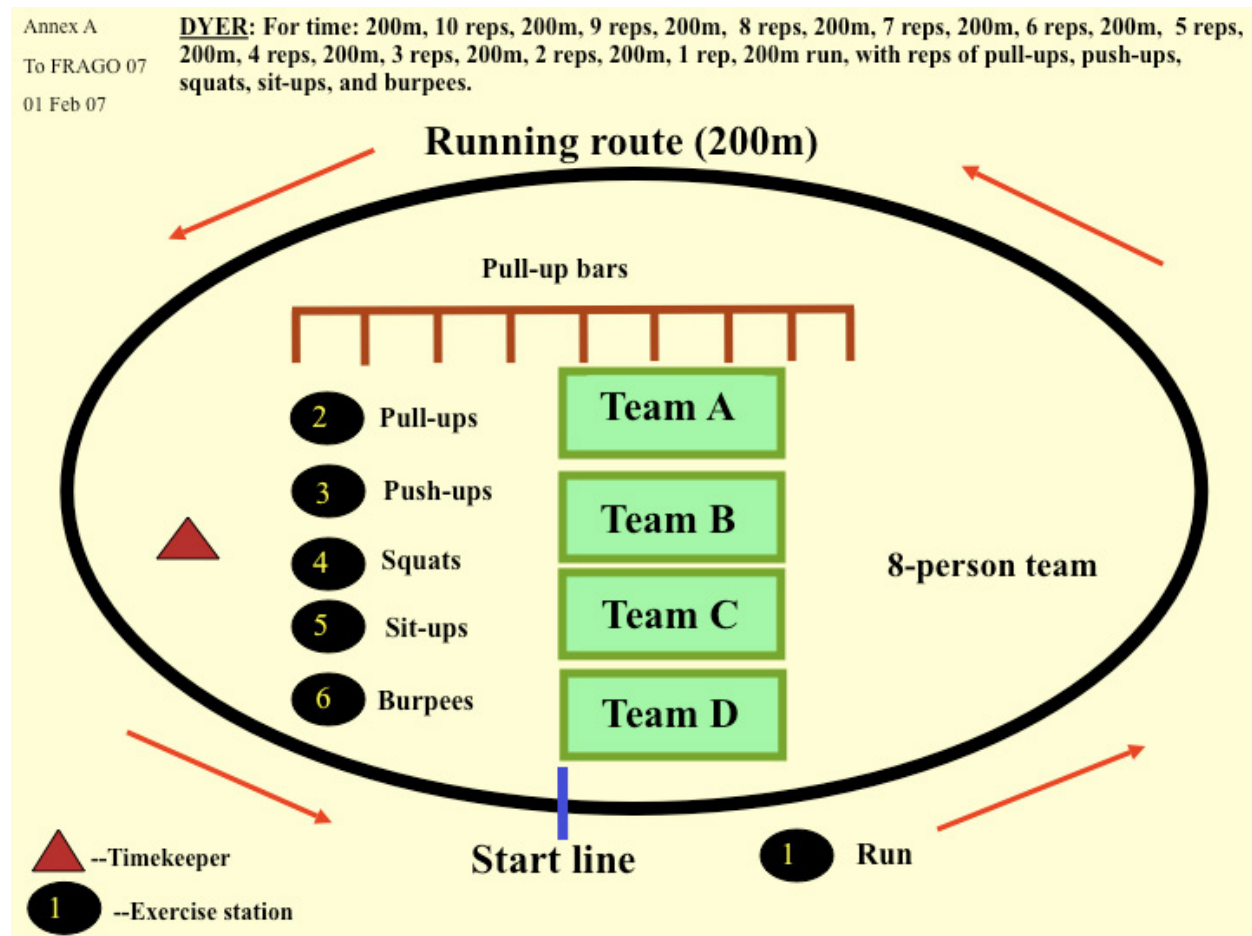 Annex A
To FRAGO 07
01 Feb 07
DYER: For time: 200m, 10 reps, 200m, 9 reps, 200m, 8 reps, 200m, 7 reps, 200m, 6 reps, 200m, 5 reps,
200m, 4 reps, 200m, 3 reps, 200m, 2 reps, 200m, 1 rep, 200m run, with reps of pull-ups, push-ups,
squats, sit-ups, and burpees.
Running route (200m)
Pull-up bars
2 Pull-ups
3 Push-ups
4 Squats
5 Sit-ups
6 Burpees
Team A
Team B
Team C
Team D
8-person team
Start line
1 Run
--Timekeeper
1 --Exercise station